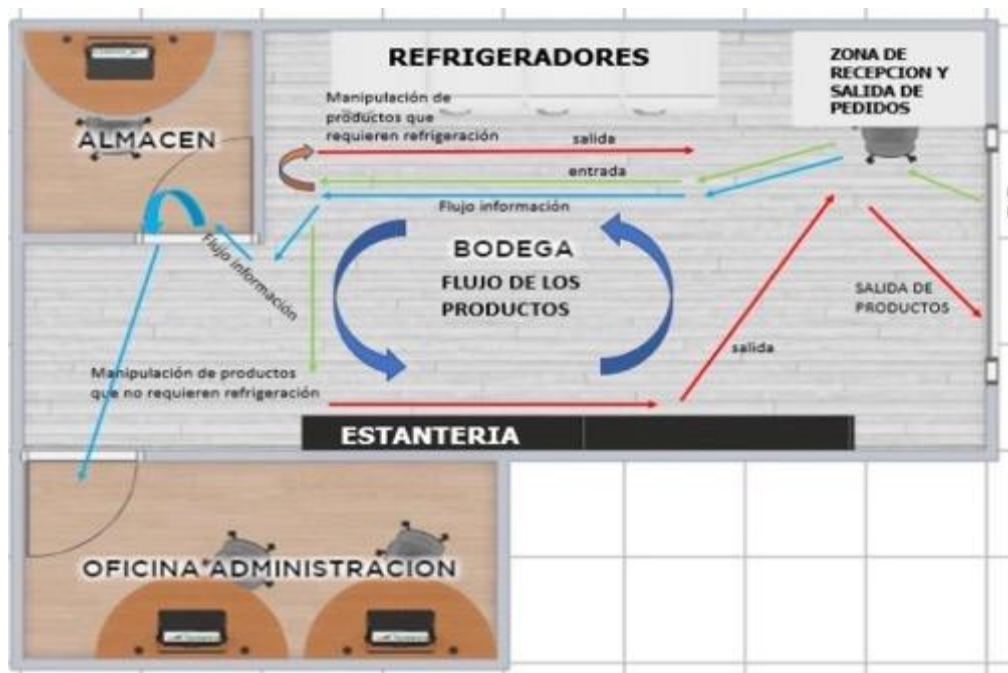 REFRIGERADORES
ZONA DE
RECEPCION Y
SALIDA DE
PEDIDOS
Manipulación de
productos que
requieren refrigeración
salida
ALMACEN
entrada
Flujo información
Flujo información
BODEGA
FLUJO DE LOS
PRODUCTOS
SALIDA DE
PRODUCTOS
salida
Manipulación de productos
que no requieren refrigeración
ESTANTERIA
OFICINA ADMINISTRACION